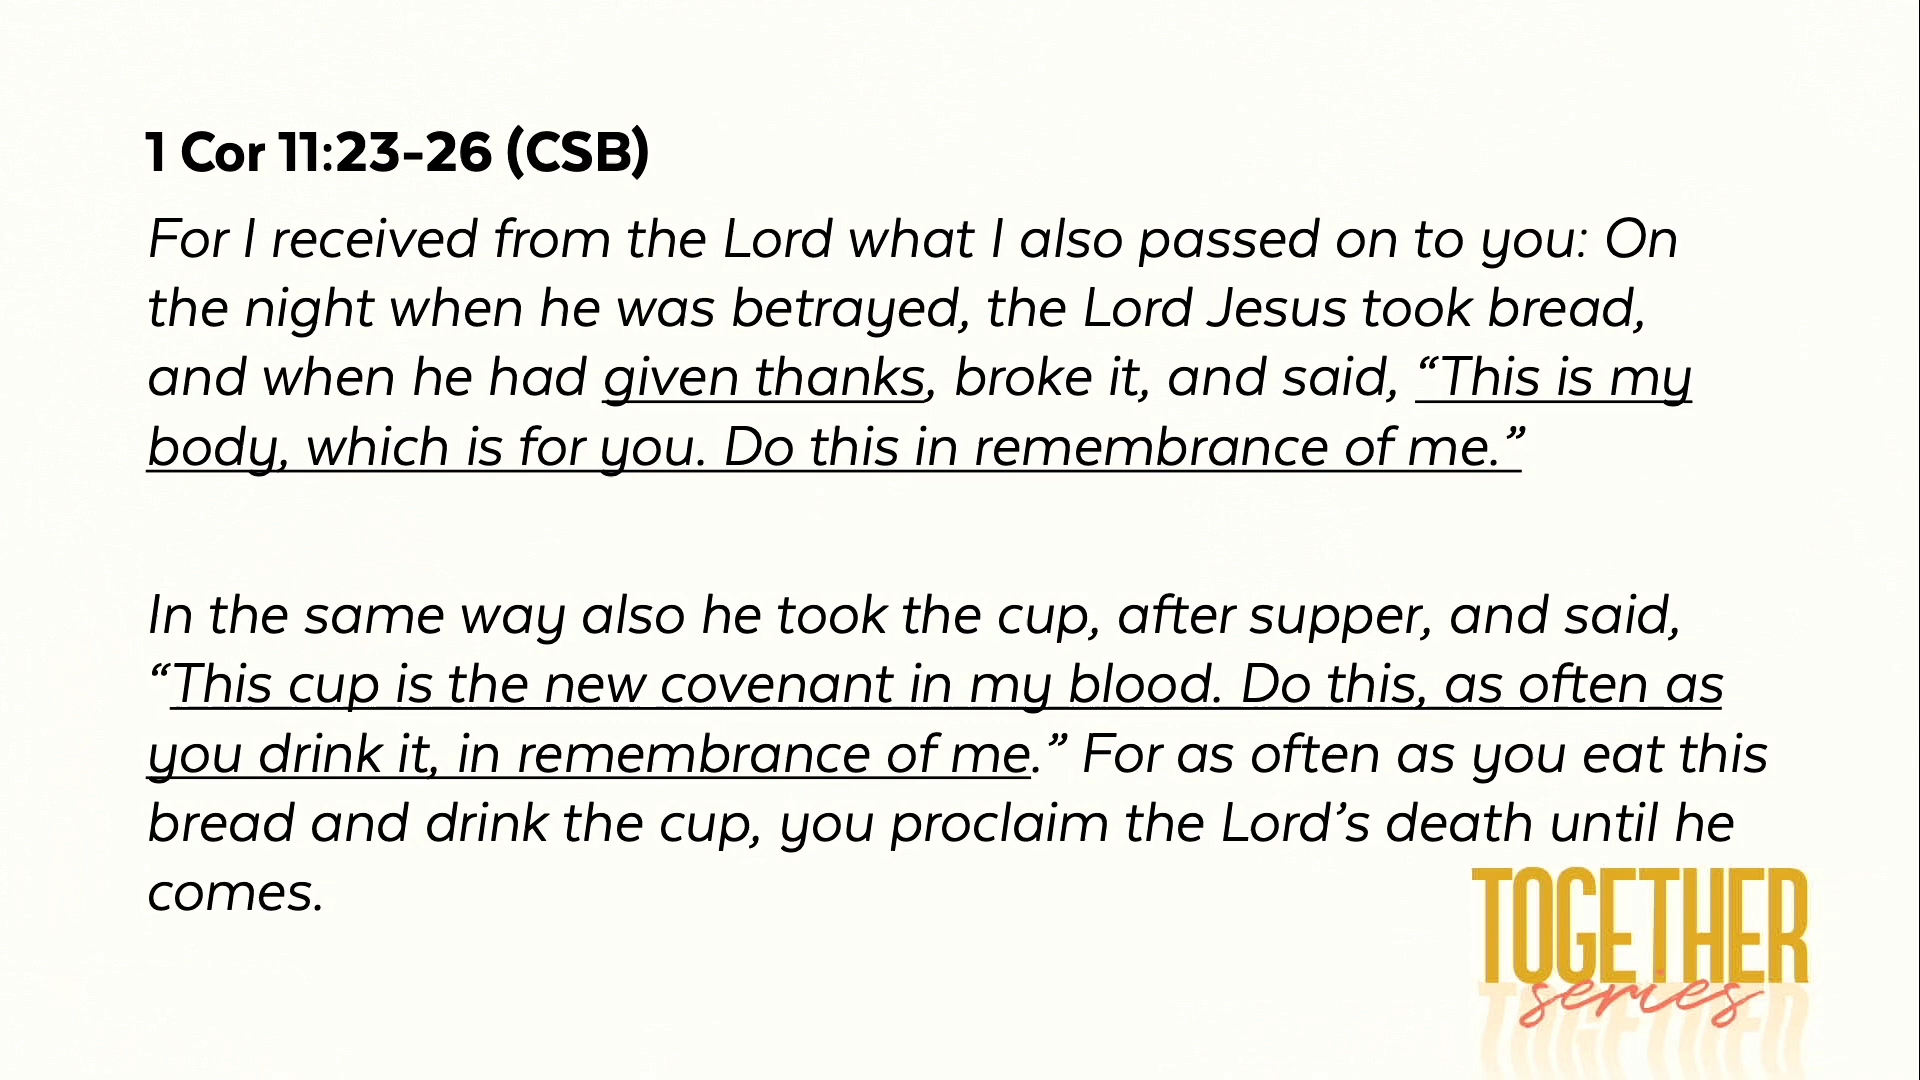 1 Cor 11:23-26 (CSB)
For I received from the Lord what I also passed on to you: On
the night when he was betrayed, the Lord Jesus took bread,
and when he had given thanks, broke it, and said, “This is my
body, which is for you. Do this in remembrance of me.”
In the same way also he took the cup, after supper, and said,
“This cup is the new covenant in my blood. Do this, as often as
you drink it, in remembrance of me.” For as often as you eat this
bread and drink the cup, you proclaim the Lord’s death until he
comes.
TOGETHER
series